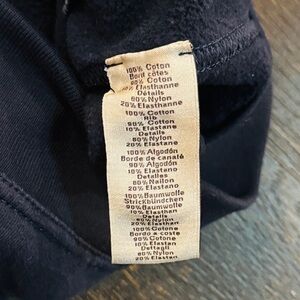 100% Coton
Bord côtes
90% Coton
10% Elasthanne
Détails
80% Nylon
20% Elasthanne
100% Cotton
Rib
90% Cotton
10% Elastane
Detailes
80% Nylon
20% Elastane
100% Algodón
Borde de canalé
90% Algodón
10% Elastano
Detalles
80% Nailon
20% Elastano
100% Baumwolle
Strickbündchen
90% Baumwolle
10% Elasthan
Details
80% Nylon
20% Elasthan
100% Cotone
Bordo a coste
90% Cotone
10% Elastan
Dettagli
80% Nylon
20% Elastan